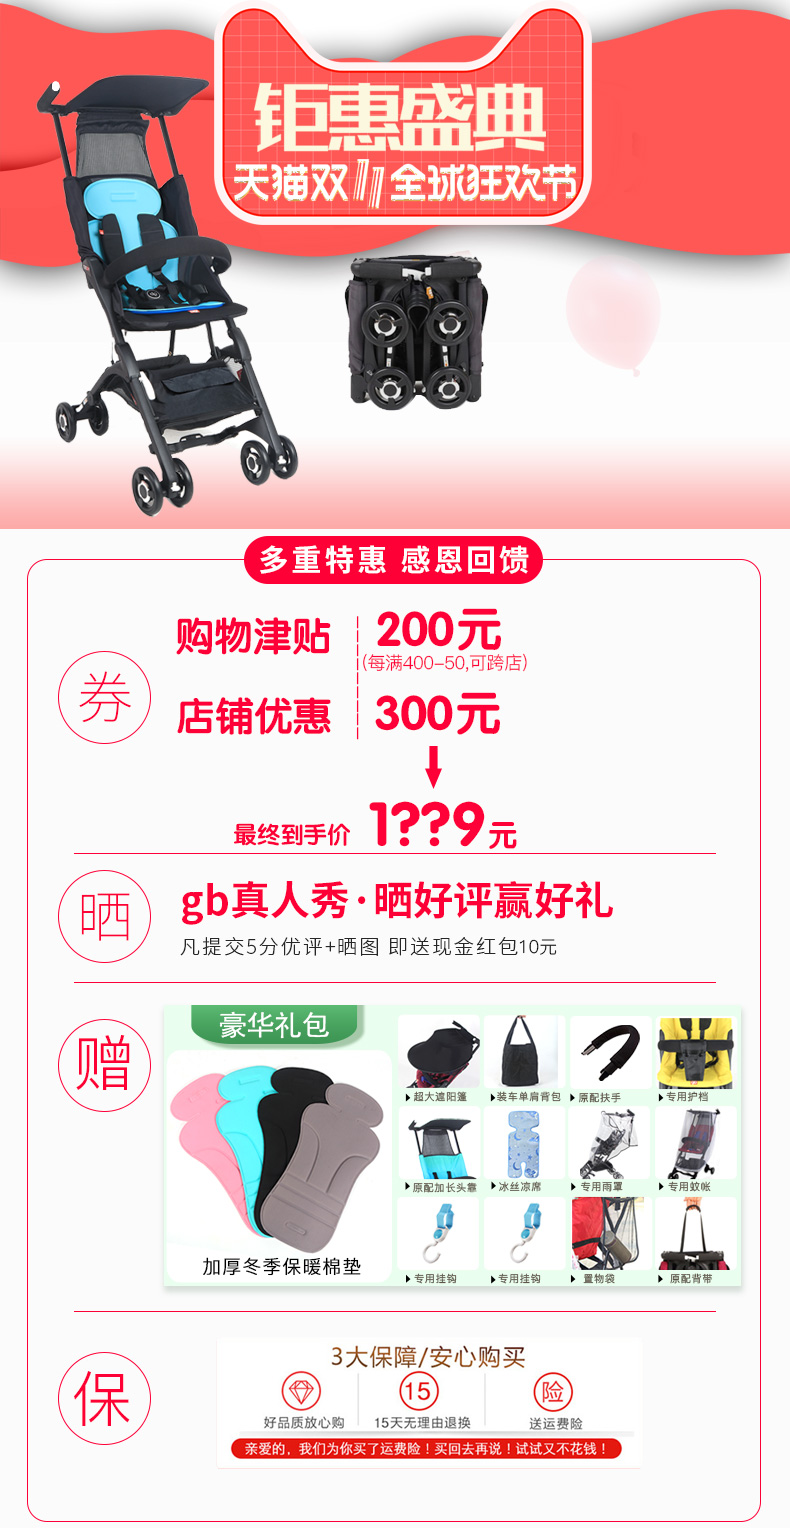 钜惠盛典
天猫双11全球狂欢节
多重特惠 感恩回馈
券
购物津贴
200元
(每满400-50,可跨店)
店铺优惠
300元
最终到手价 1??9元
晒
gb真人秀·晒好评赢好礼
凡提交5分优评+晒图 即送现金红包10元
赠
豪华礼包
加厚冬季保暖棉垫
超大遮阳篷
装车单肩背包
原配扶手
专用护档
原配加长头靠
冰丝凉席
专用雨罩
专用蚊帐
专用挂钩
专用挂钩
置物袋
原配背带
保
3大保障/安心购买
15
险
好品质放心购
15天无理由退换
送运费险
亲爱的，我们为你买了运费险！买回去再说！试试又不花钱！